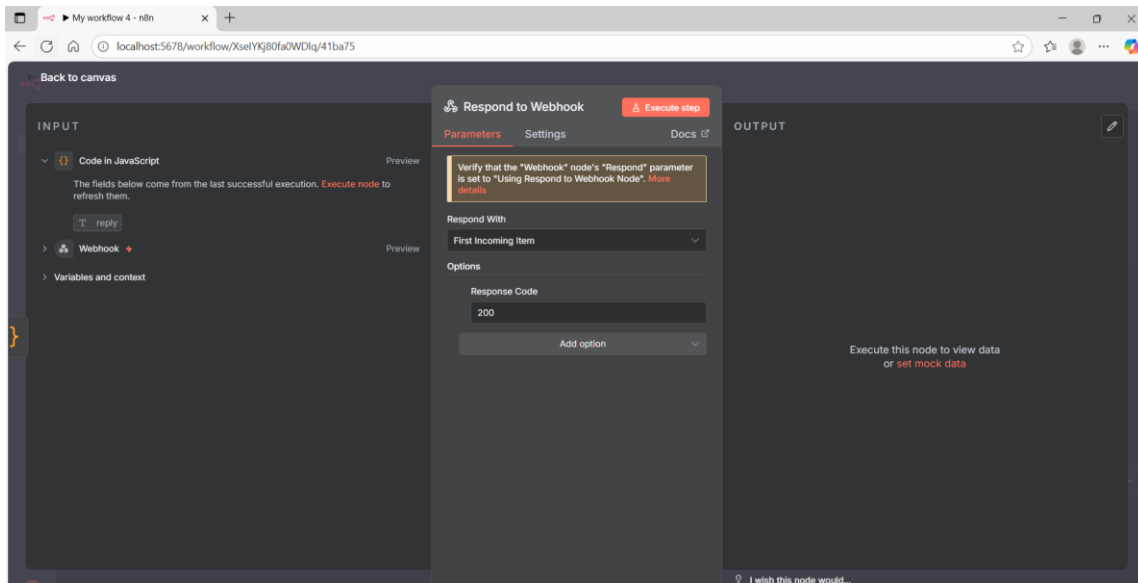 My workflow 4 - n8n
localhost:5678/workflow/XseIYKj80fa0WDlq/41ba75
Back to canvas
INPUT
{} Code in JavaScript
Preview
The fields below come from the last successful execution. Execute node to
refresh them.
T reply
Webhook
Preview
Variables and context
}
Respond to Webhook
Execute step
Parameters
Settings
Docs
Verify that the "Webhook" node's "Respond" parameter
is set to "Using Respond to Webhook Node". More
details
Respond With
First Incoming Item
Options
Response Code
200
Add option
OUTPUT
Execute this node to view data
or set mock data
I wish this node would...